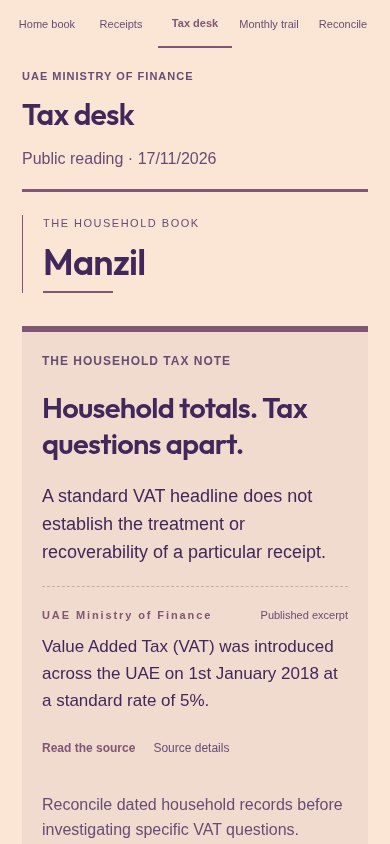 Home book Receipts Tax desk Monthly trail Reconcile
UAE MINISTRY OF FINANCE
Tax desk
Public reading · 17/11/2026
THE HOUSEHOLD BOOK
Manzil
THE HOUSEHOLD TAX NOTE
Household totals. Tax
questions apart.
A standard VAT headline does not
establish the treatment or
recoverability of a particular receipt.
UAE Ministry of Finance Published excerpt
Value Added Tax (VAT) was introduced
across the UAE on 1st January 2018 at
a standard rate of 5%.
Read the source Source details
Reconcile dated household records before
investigating specific VAT questions.